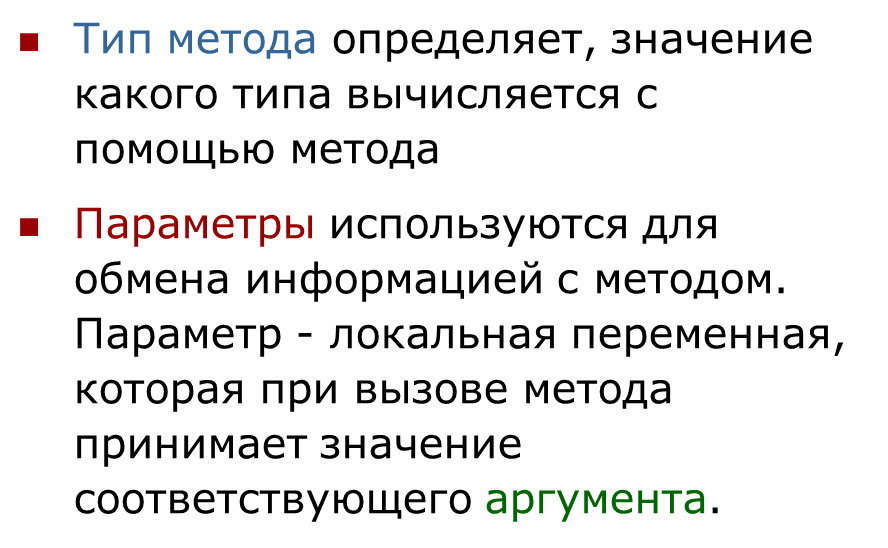 Тип метода определяет, значение
какого типа вычисляется с
помощью метода
Параметры используются для
обмена информацией с методом.
Параметр - локальная переменная,
которая при вызове метода
принимает значение
соответствующего аргумента.